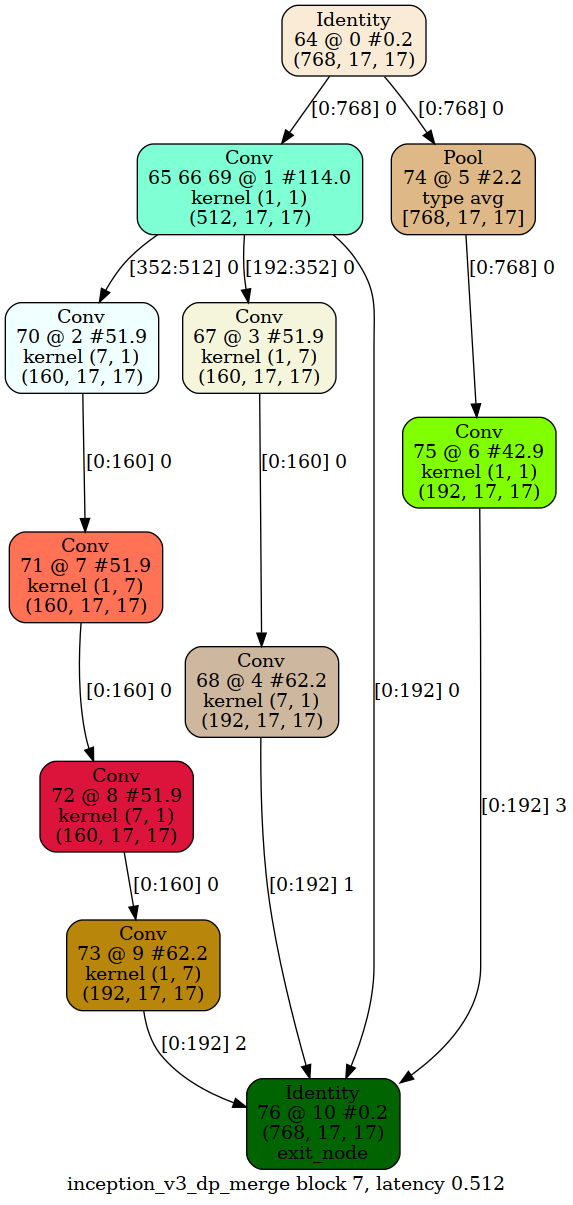 Identity
64 @ 0 #0.2
(768, 17, 17)
[0:768] 0
[0:768] 0
Conv
65 66 69 @ 1 #114.0
kernel (1, 1)
(512, 17, 17)
Pool
74 @ 5 #2.2
type avg
[768, 17, 17]
[352:512] 0
[192:352] 0
[0:768] 0
Conv
70 @ 2 #51.9
kernel (7, 1)
(160, 17, 17)
Conv
67 @ 3 #51.9
kernel (1, 7)
(160, 17, 17)
Conv
75 @ 6 #42.9
kernel (1, 1)
(192, 17, 17)
[0:160] 0
[0:160] 0
Conv
71 @ 7 #51.9
kernel (1, 7)
(160, 17, 17)
Conv
68 @ 4 #62.2
kernel (7, 1)
(192, 17, 17)
[0:160] 0
[0:192] 0
Conv
72 @ 8 #51.9
kernel (7, 1)
(160, 17, 17)
[0:192] 3
[0:160] 0
[0:192] 1
Conv
73 @ 9 #62.2
kernel (1, 7)
(192, 17, 17)
[0:192] 2
Identity
76 @ 10 #0.2
(768, 17, 17)
exit_node
inception_v3_dp_merge block 7, latency 0.512